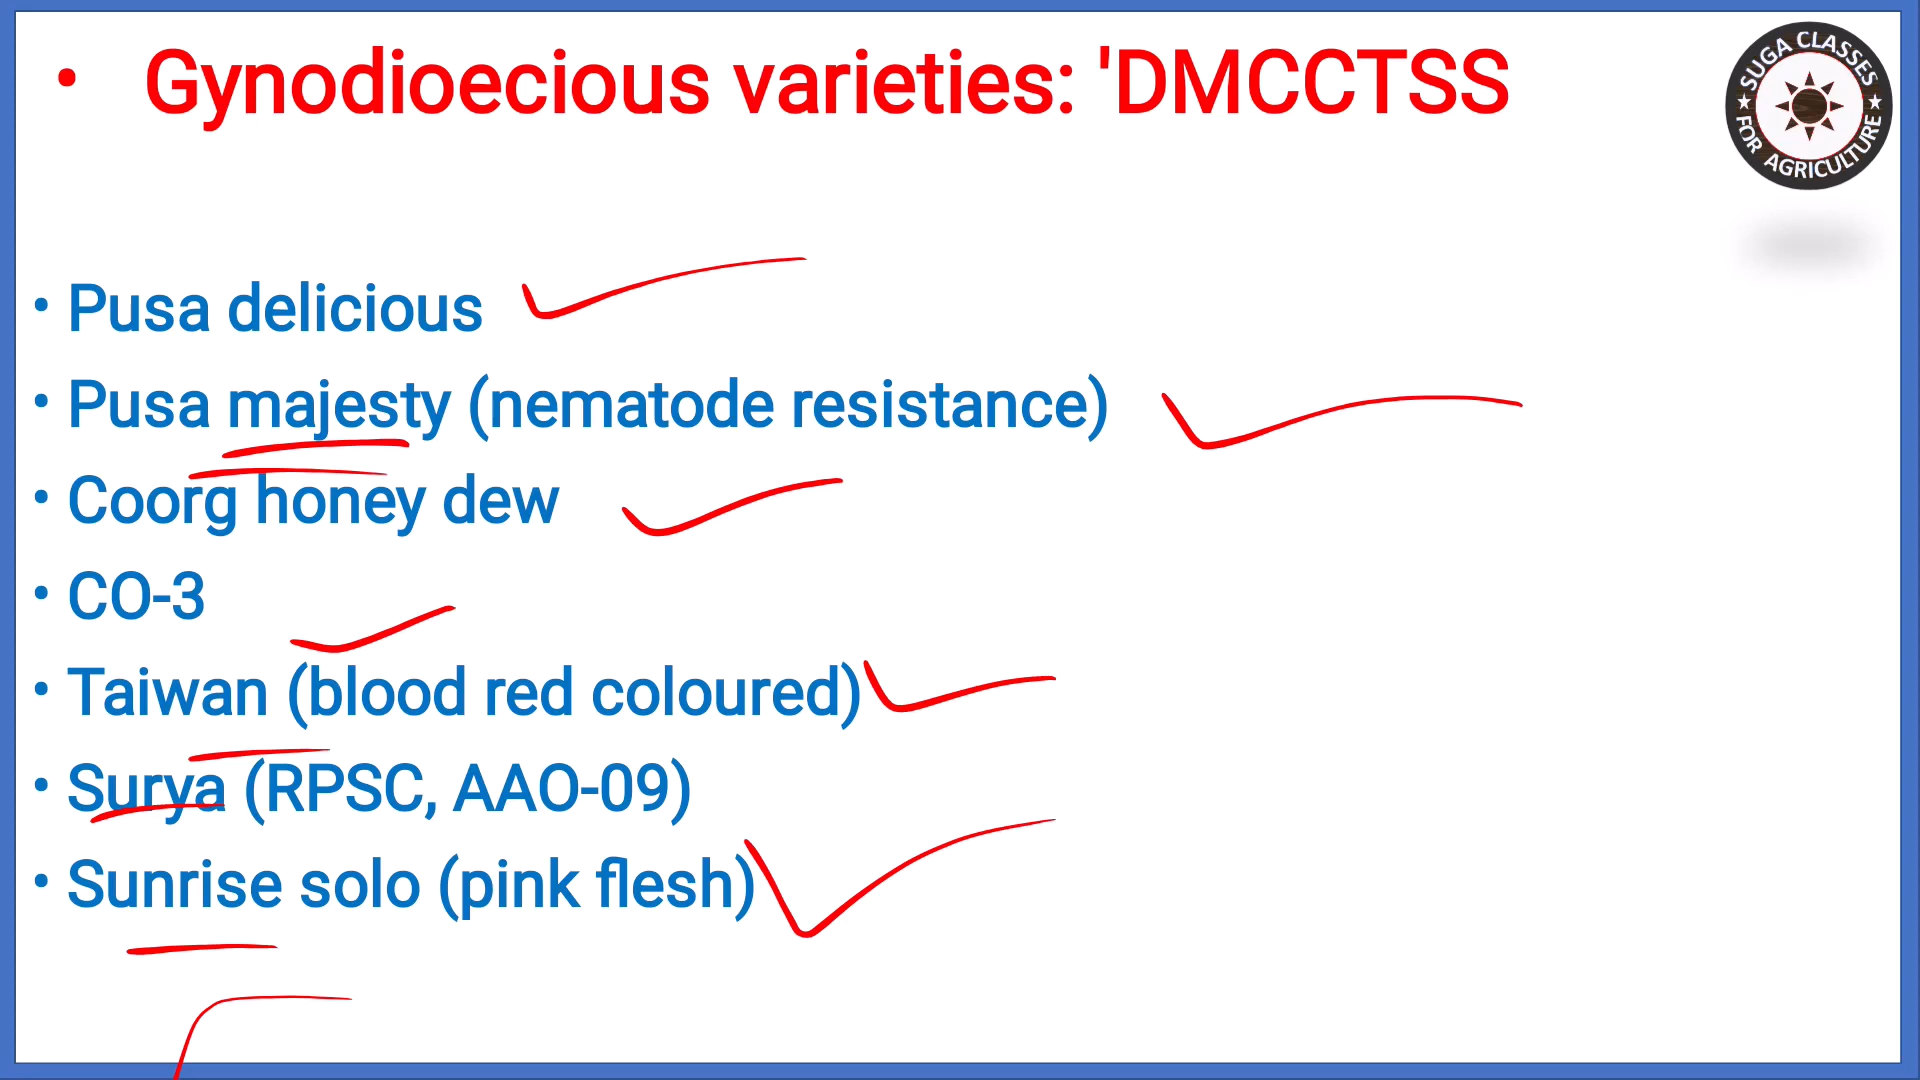 • Gynodioecious varieties: 'DMCCTSS
SUGA CLASSES
★ FOR AGRICULTURE ★
• Pusa delicious
• Pusa majesty (nematode resistance)
• Coorg honey dew
• CO-3
• Taiwan (blood red coloured)
• Surya (RPSC, AAO-09)
• Sunrise solo (pink flesh)